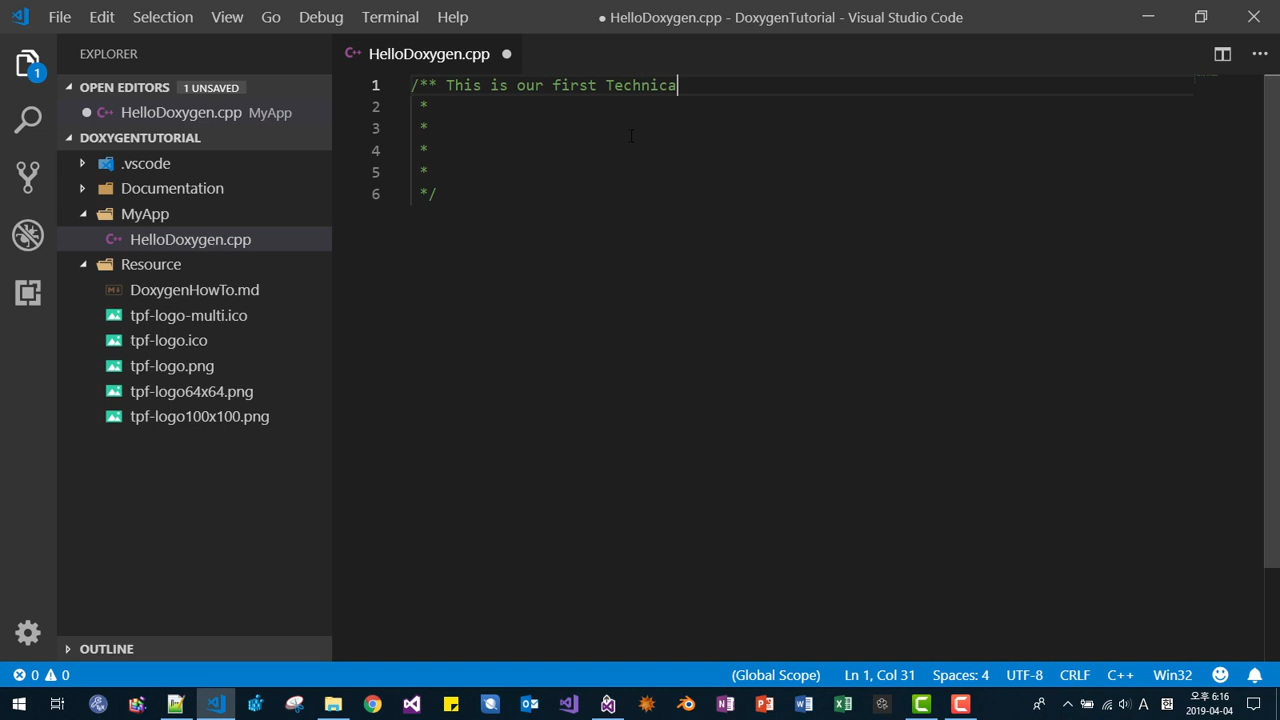 File Edit Selection View Go Debug Terminal Help
● HelloDoxygen.cpp - DoxygenTutorial - Visual Studio Code
EXPLORER
OPEN EDITORS 1 UNSAVED
HelloDoxygen.cpp MyApp
DOXYGENTUTORIAL
.vscode
Documentation
MyApp
HelloDoxygen.cpp
Resource
DoxygenHowTo.md
tpf-logo-multi.ico
tpf-logo.ico
tpf-logo.png
tpf-logo64x64.png
tpf-logo100x100.png
OUTLINE
1
HelloDoxygen.cpp
1 /** This is our first Technica
2 *
3 *
4 *
5 *
6 */
0 0
(Global Scope) Ln 1, Col 31 Spaces: 4 UTF-8 CRLF C++ Win32
A
오후 6:16
2019-04-04